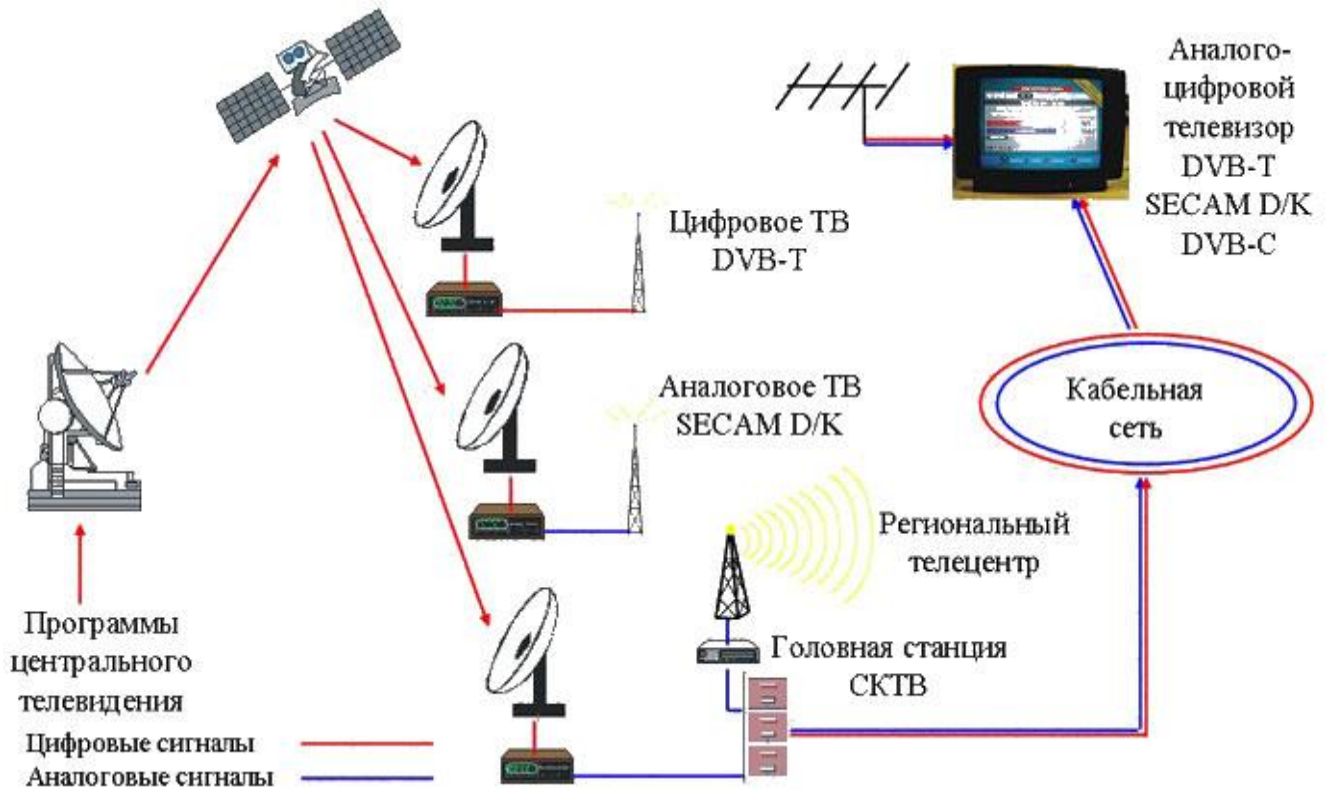 Аналого-
цифровой
телевизор
DVB-T
SECAM D/K
DVB-C
Цифровое ТВ
DVB-T
Аналоговое ТВ
SECAM D/K
Кабельная
сеть
Региональный
телецентр
Программы
центрального
телевидения
Головная станция
СКТВ
Цифровые сигналы
Аналоговые сигналы